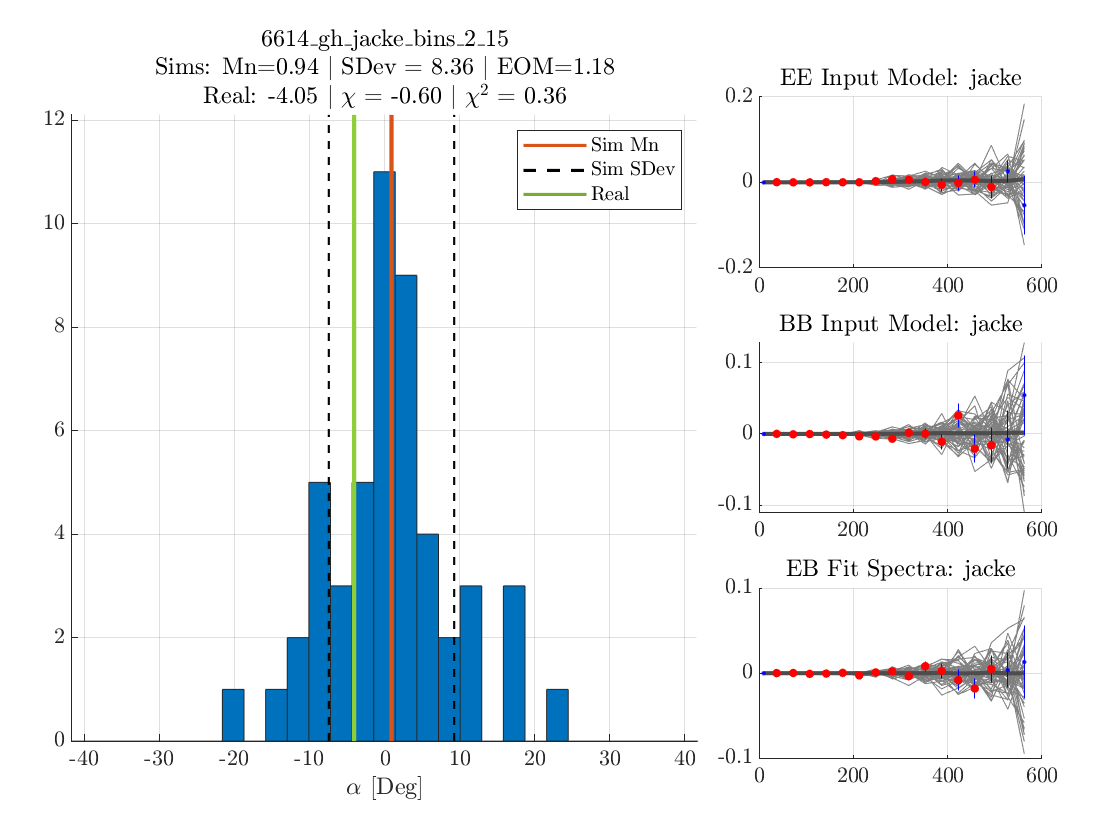 6614_gh_jacke_bins_2_15
Sims: Mn=0.94 | SDev = 8.36 | EOM=1.18
Real: -4.05 | χ = -0.60 | χ² = 0.36
12
10
8
6
4
2
0
-40 -30 -20 -10 0 10 20 30 40
α [Deg]
Sim Mn
Sim SDev
Real
EE Input Model: jacke
0.2
0
-0.2
0 200 400 600
BB Input Model: jacke
0.1
0
-0.1
0 200 400 600
EB Fit Spectra: jacke
0.1
0
-0.1
0 200 400 600